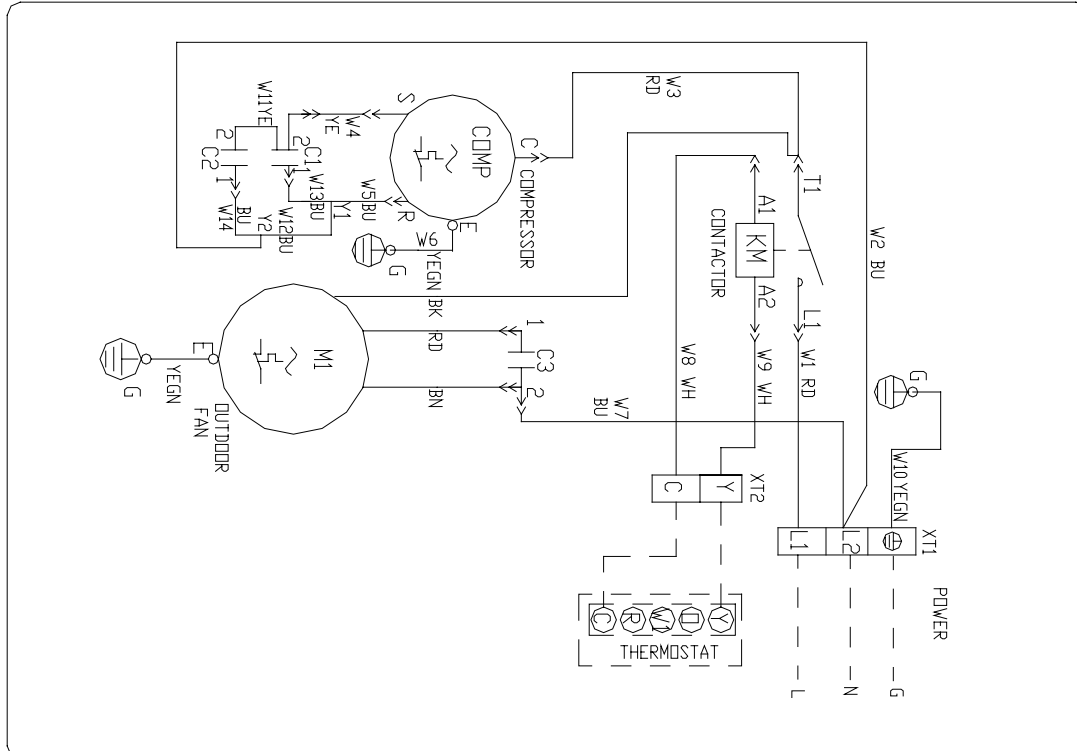 W3
RD
W11YE
S
W4
YE
COMP
C
COMPRESSOR
2
C2
1
2
C1
1
W13BU
W5BU
Y1
R
W14
BU
Y2
W12BU
E
W6
YEGN
G
T1
A1
KM
CONTACTOR
A2
L1
W2 BU
BK
RD
BN
M1
E
G
YEGN
OUTDOOR
FAN
1
C3
2
W7
BU
W8 WH
W9 WH
W1 RD
G
W10YEGN
C
Y
XT2
L1
L2
XT1
POWER
C
R
W1
O
Y
THERMOSTAT
L
N
G